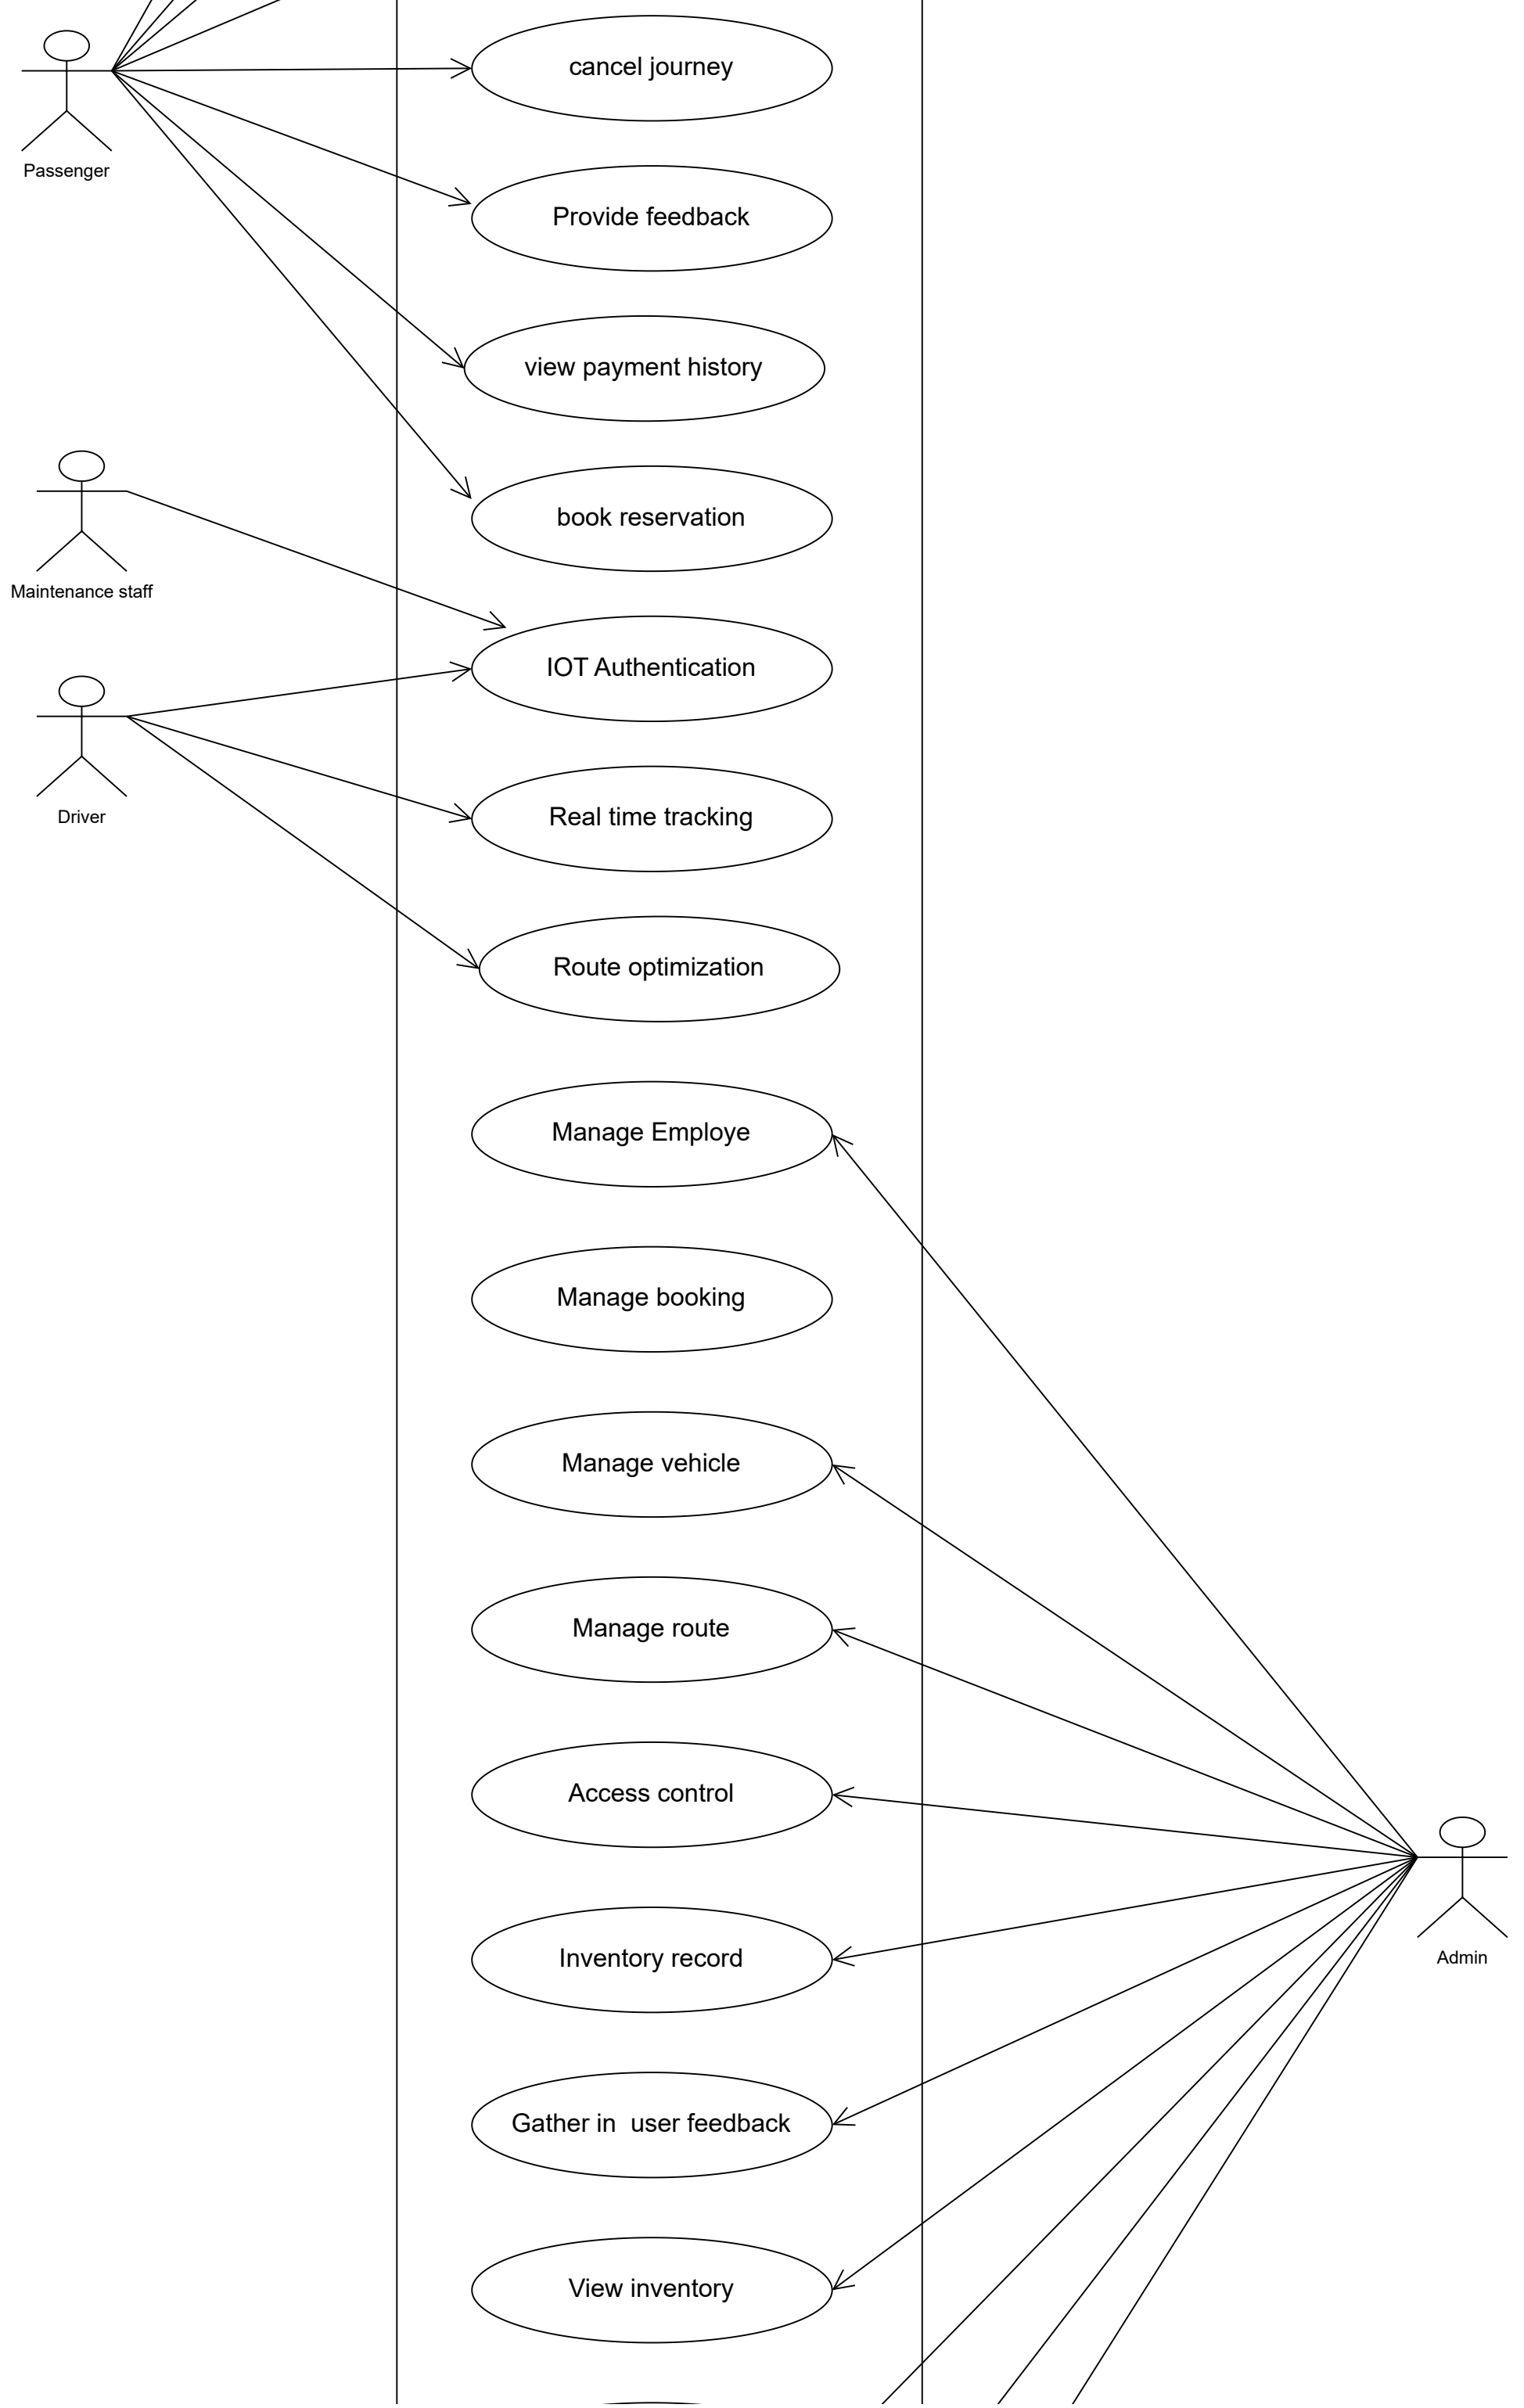 cancel journey
Passenger
Provide feedback
view payment history
book reservation
Maintenance staff
IOT Authentication
Real time tracking
Driver
Route optimization
Manage Employe
Manage booking
Manage vehicle
Manage route
Access control
Inventory record
Admin
Gather in  user feedback
View inventory